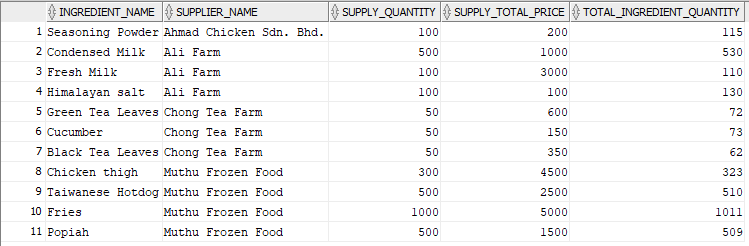 INGREDIENT_NAME SUPPLIER_NAME SUPPLY_QUANTITY SUPPLY_TOTAL_PRICE TOTAL_INGREDIENT_QUANTITY
1 Seasoning Powder Ahmad Chicken Sdn. Bhd. 100 200 115
2 Condensed Milk Ali Farm 500 1000 530
3 Fresh Milk Ali Farm 100 3000 110
4 Himalayan salt Ali Farm 100 100 130
5 Green Tea Leaves Chong Tea Farm 50 600 72
6 Cucumber Chong Tea Farm 50 150 73
7 Black Tea Leaves Chong Tea Farm 50 350 62
8 Chicken thigh Muthu Frozen Food 300 4500 323
9 Taiwanese Hotdog Muthu Frozen Food 500 2500 510
10 Fries Muthu Frozen Food 1000 5000 1011
11 Popiah Muthu Frozen Food 500 1500 509